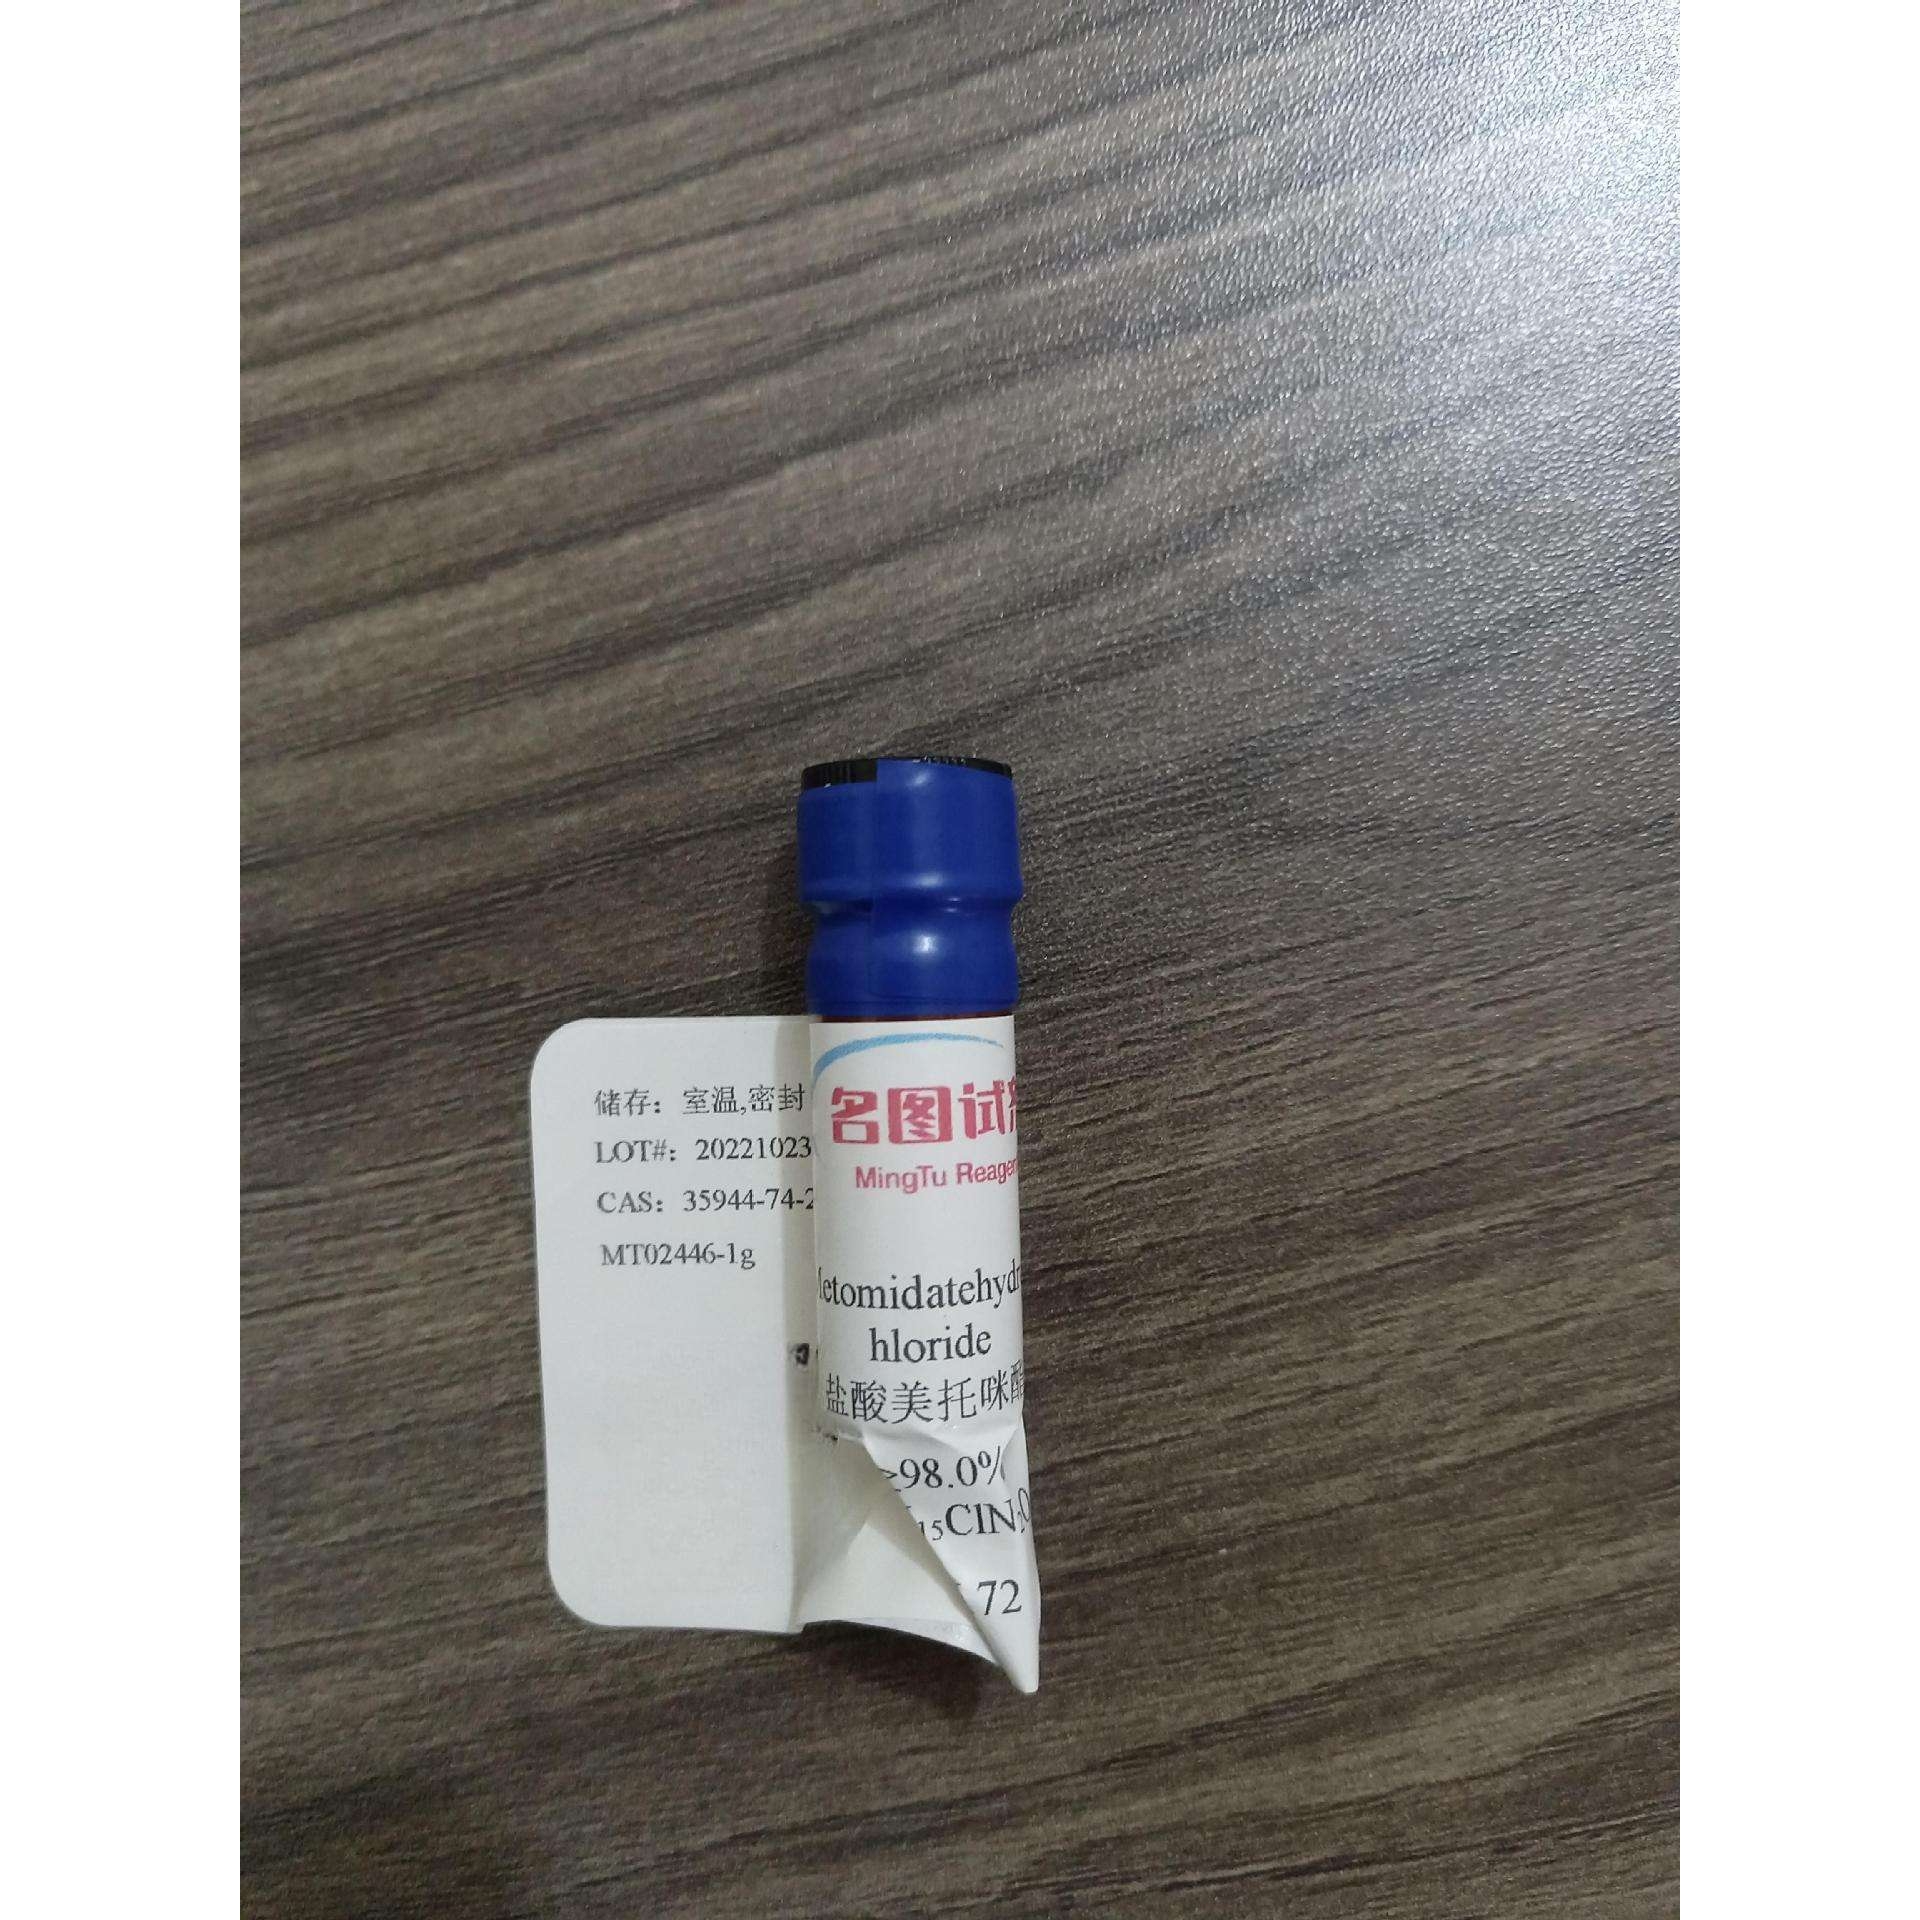 储存：室温,密封
LOT#：20221023
CAS：35944-74-2
MT02446-1g
名图试
MingTu Reagen
etomidatehydr
hloride
盐酸美托咪酯
≥98.0%
15ClN2O
.72